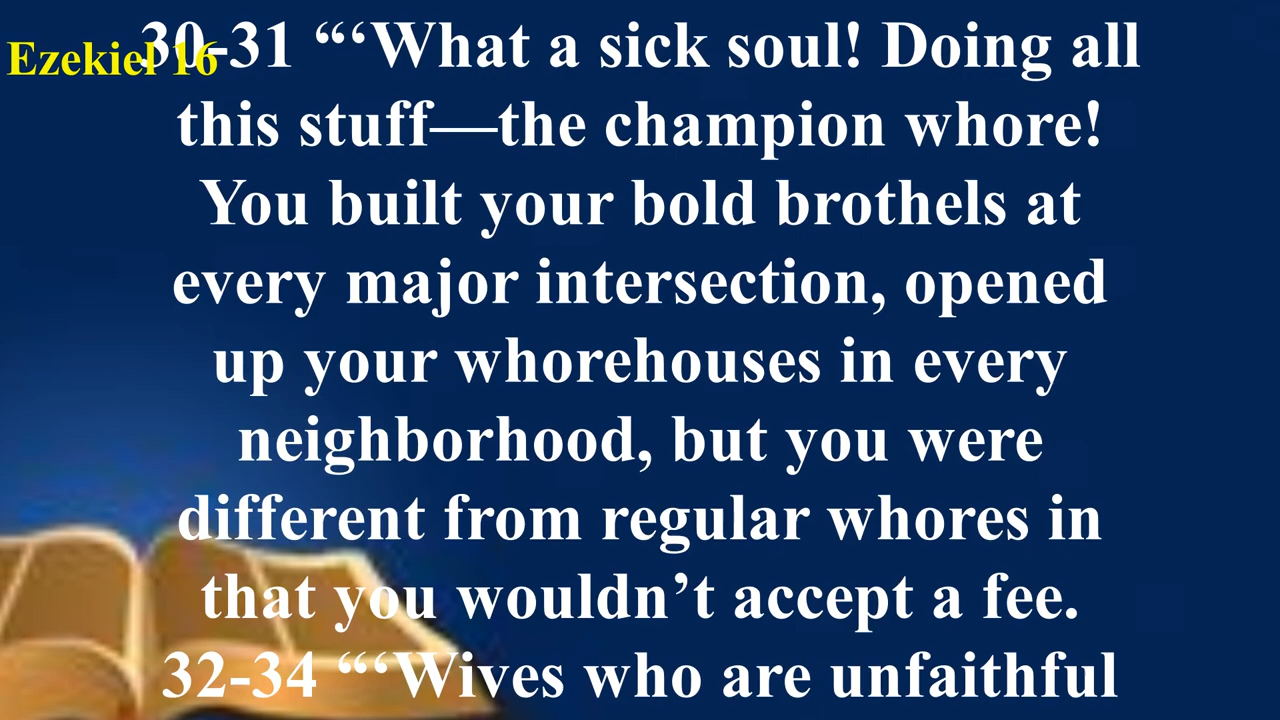 Ezekiel 16
30-31 “‘What a sick soul! Doing all
this stuff—the champion whore!
You built your bold brothels at
every major intersection, opened
up your whorehouses in every
neighborhood, but you were
different from regular whores in
that you wouldn’t accept a fee.
32-34 “‘Wives who are unfaithful